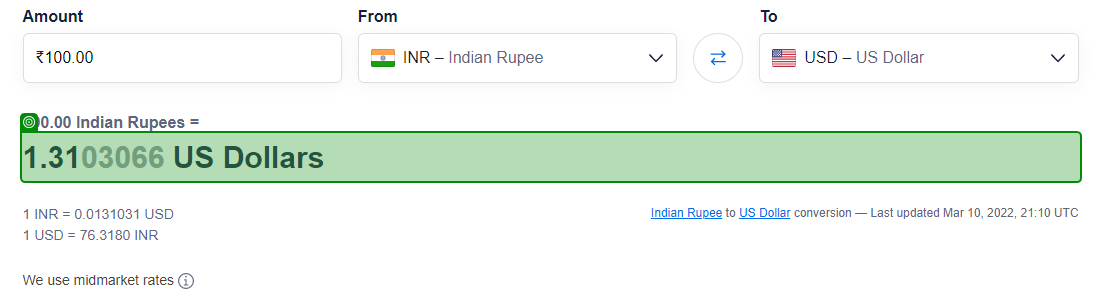 Amount From To
₹100.00 INR – Indian Rupee USD – US Dollar
0.00 Indian Rupees =
1.3103066 US Dollars
1 INR = 0.0131031 USD
Indian Rupee to US Dollar conversion — Last updated Mar 10, 2022, 21:10 UTC
1 USD = 76.3180 INR
We use midmarket rates